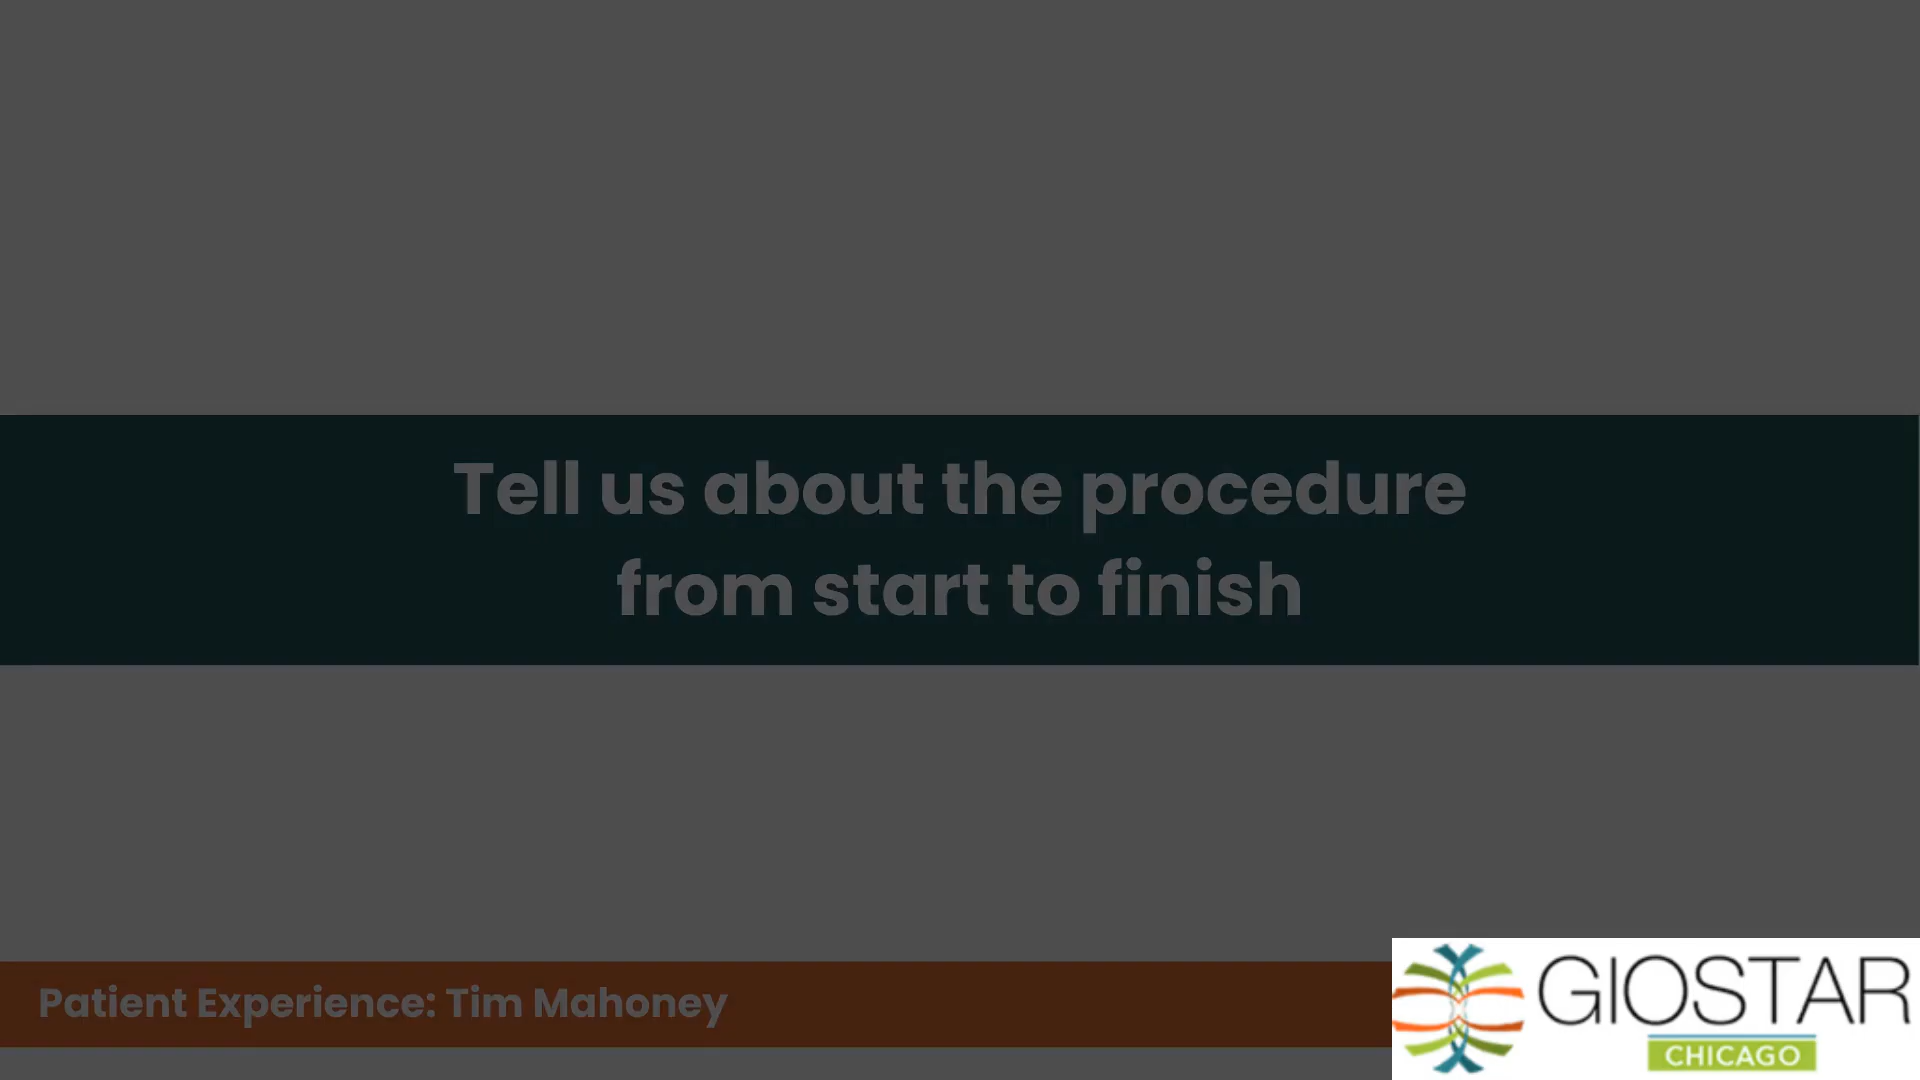 Tell us about the procedure
from start to finish
Patient Experience: Tim Mahoney
GIOSTAR
CHICAGO